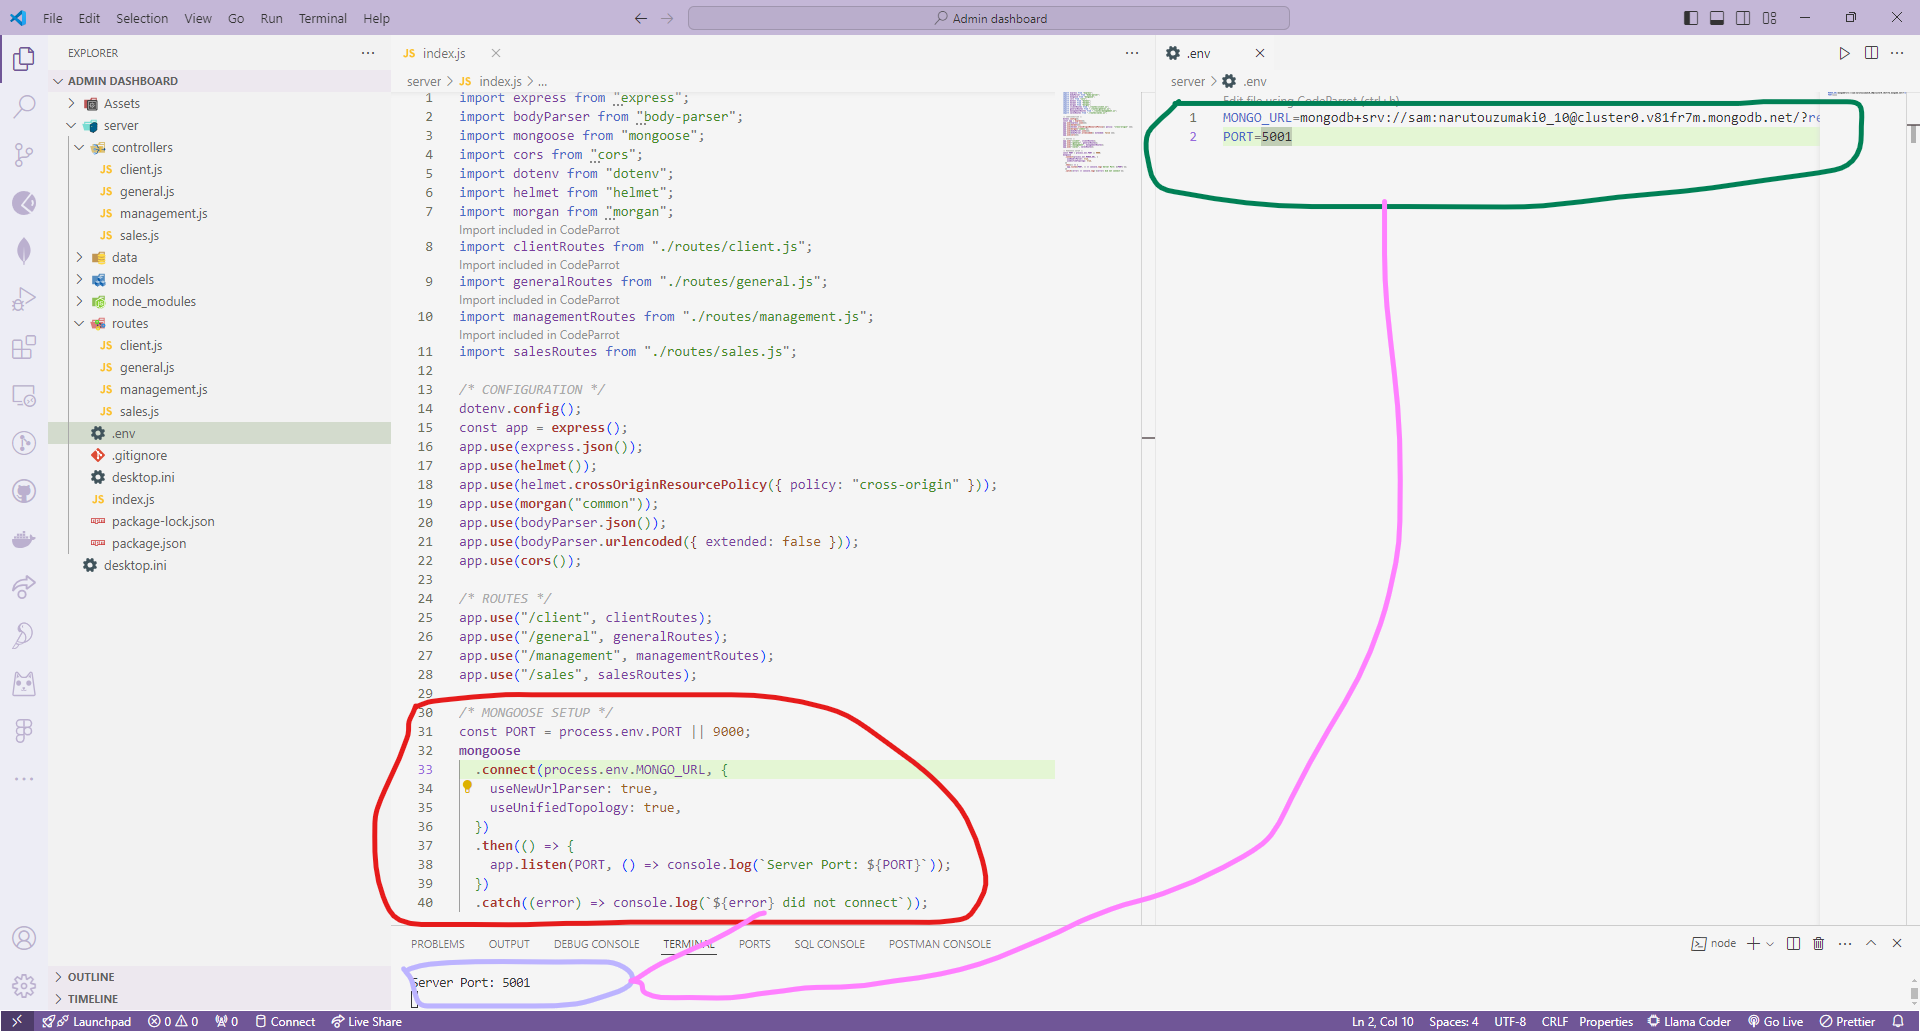 File Edit Selection View Go Run Terminal Help
Admin dashboard
EXPLORER
ADMIN DASHBOARD
Assets
server
controllers
client.js
general.js
management.js
sales.js
data
models
node_modules
routes
client.js
general.js
management.js
sales.js
.env
.gitignore
desktop.ini
index.js
package-lock.json
package.json
desktop.ini
OUTLINE
TIMELINE
JS index.js
server > JS index.js > ...
1 import express from "express";
2 import bodyParser from "body-parser";
3 import mongoose from "mongoose";
4 import cors from "cors";
5 import dotenv from "dotenv";
6 import helmet from "helmet";
7 import morgan from "morgan";
Import included in CodeParrot
8 import clientRoutes from "./routes/client.js";
Import included in CodeParrot
9 import generalRoutes from "./routes/general.js";
Import included in CodeParrot
10 import managementRoutes from "./routes/management.js";
Import included in CodeParrot
11 import salesRoutes from "./routes/sales.js";
12
13 /* CONFIGURATION */
14 dotenv.config();
15 const app = express();
16 app.use(express.json());
17 app.use(helmet());
18 app.use(helmet.crossOriginResourcePolicy({ policy: "cross-origin" }));
19 app.use(morgan("common"));
20 app.use(bodyParser.json());
21 app.use(bodyParser.urlencoded({ extended: false }));
22 app.use(cors());
23
24 /* ROUTES */
25 app.use("/client", clientRoutes);
26 app.use("/general", generalRoutes);
27 app.use("/management", managementRoutes);
28 app.use("/sales", salesRoutes);
29
30 /* MONGOOSE SETUP */
31 const PORT = process.env.PORT || 9000;
32 mongoose
33 .connect(process.env.MONGO_URL, {
34 useNewUrlParser: true,
35 useUnifiedTopology: true,
36 })
37 .then(() => {
38 app.listen(PORT, () => console.log(`Server Port: ${PORT}`));
39 })
40 .catch((error) => console.log(`${error} did not connect`));
.env
server > .env
Edit file using CodeParrot (ctrl+b)
1 MONGO_URL=mongodb+srv://sam:narutouzumaki0_10@cluster0.v81fr7m.mongodb.net/?re
2 PORT=5001
PROBLEMS OUTPUT DEBUG CONSOLE TERMINAL PORTS SQL CONSOLE POSTMAN CONSOLE
node
Server Port: 5001
Launchpad 0 0 0 Connect Live Share
Ln 2, Col 10 Spaces: 4 UTF-8 CRLF Properties Llama Coder Go Live Prettier